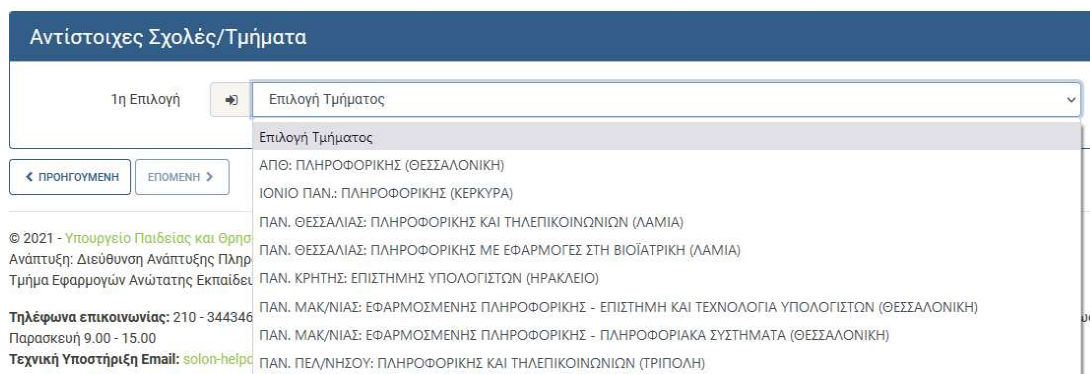 Αντίστοιχες Σχολές/Τμήματα
1η Επιλογή
Επιλογή Τμήματος
Επιλογή Τμήματος
ΑΠΘ: ΠΛΗΡΟΦΟΡΙΚΗΣ (ΘΕΣΣΑΛΟΝΙΚΗ)
ΙΟΝΙΟ ΠΑΝ.: ΠΛΗΡΟΦΟΡΙΚΗΣ (ΚΕΡΚΥΡΑ)
ΠΑΝ. ΘΕΣΣΑΛΙΑΣ: ΠΛΗΡΟΦΟΡΙΚΗΣ ΚΑΙ ΤΗΛΕΠΙΚΟΙΝΩΝΙΩΝ (ΛΑΜΙΑ)
ΠΑΝ. ΘΕΣΣΑΛΙΑΣ: ΠΛΗΡΟΦΟΡΙΚΗΣ ΜΕ ΕΦΑΡΜΟΓΕΣ ΣΤΗ ΒΙΟΪΑΤΡΙΚΗ (ΛΑΜΙΑ)
ΠΑΝ. ΚΡΗΤΗΣ: ΕΠΙΣΤΗΜΗΣ ΥΠΟΛΟΓΙΣΤΩΝ (ΗΡΑΚΛΕΙΟ)
ΠΑΝ. ΜΑΚ/ΝΙΑΣ: ΕΦΑΡΜΟΣΜΕΝΗΣ ΠΛΗΡΟΦΟΡΙΚΗΣ - ΕΠΙΣΤΗΜΗ ΚΑΙ ΤΕΧΝΟΛΟΓΙΑ ΥΠΟΛΟΓΙΣΤΩΝ (ΘΕΣΣΑΛΟΝΙΚΗ)
ΠΑΝ. ΜΑΚ/ΝΙΑΣ: ΕΦΑΡΜΟΣΜΕΝΗΣ ΠΛΗΡΟΦΟΡΙΚΗΣ - ΠΛΗΡΟΦΟΡΙΑΚΑ ΣΥΣΤΗΜΑΤΑ (ΘΕΣΣΑΛΟΝΙΚΗ)
ΠΑΝ. ΠΕΛ/ΝΗΣΟΥ: ΠΛΗΡΟΦΟΡΙΚΗΣ ΚΑΙ ΤΗΛΕΠΙΚΟΙΝΩΝΙΩΝ (ΤΡΙΠΟΛΗ)
ΠΡΟΗΓΟΥΜΕΝΗ
ΕΠΟΜΕΝΗ
© 2021 - Υπουργείο Παιδείας και Θρησ
Ανάπτυξη: Διεύθυνση Ανάπτυξης Πληρ
Τμήμα Εφαρμογών Ανώτατης Εκπαίδευ
Τηλέφωνα επικοινωνίας: 210 - 344346
Παρασκευή 9.00 - 15.00
Τεχνική Υποστήριξη Email: solon-helpd